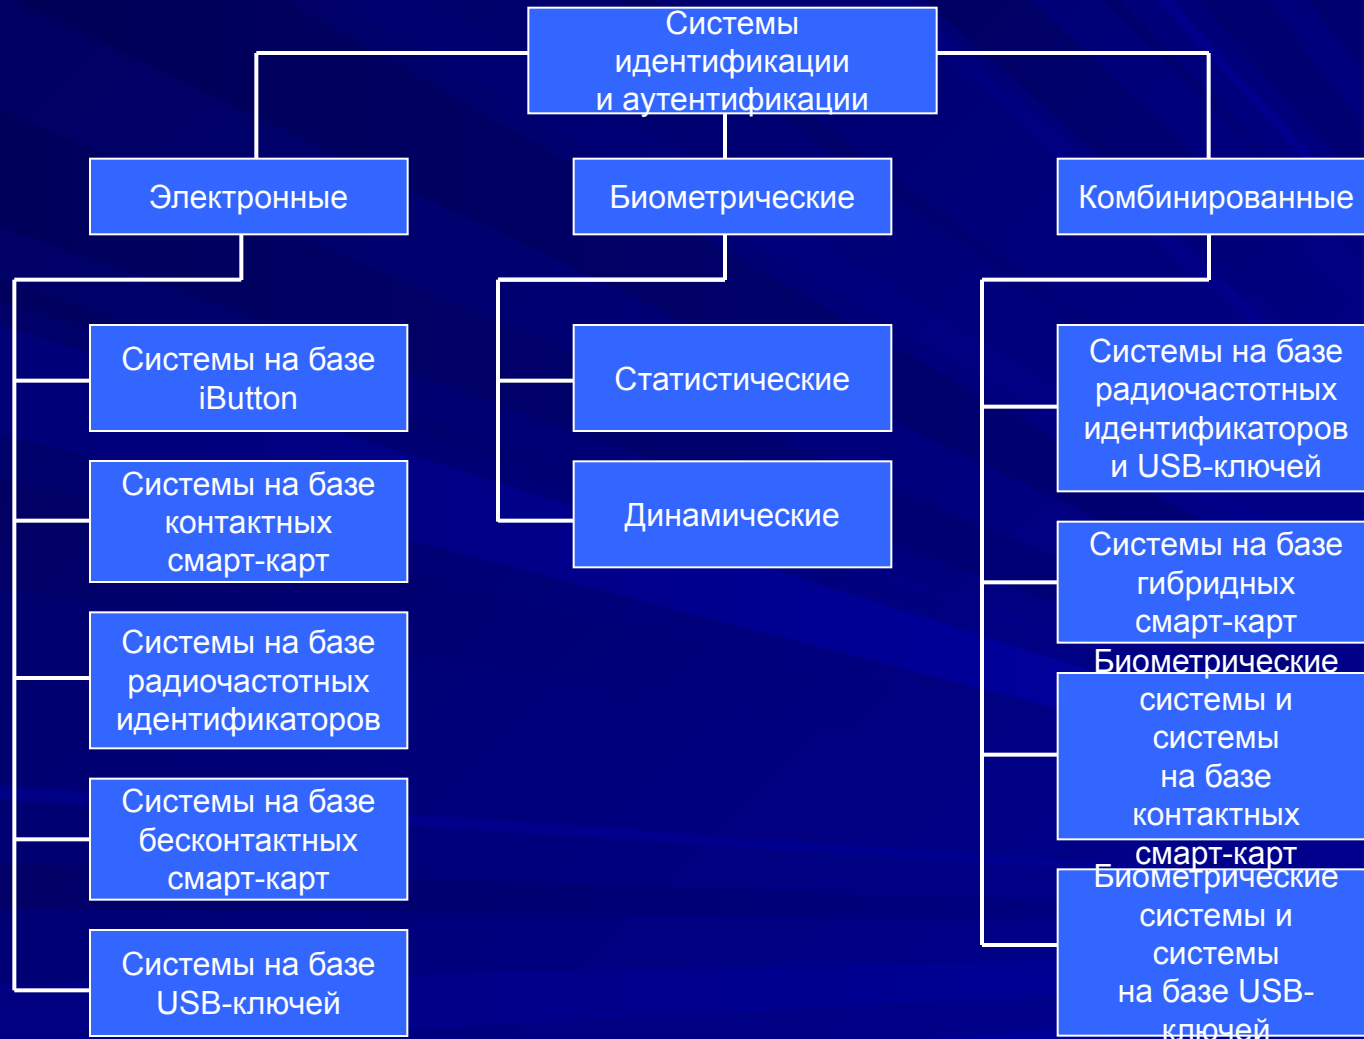 Системы
идентификации
и аутентификации
Электронные
Биометрические
Комбинированные
Системы на базе
iButton
Системы на базе
контактных
смарт-карт
Системы на базе
радиочастотных
идентификаторов
Системы на базе
бесконтактных
смарт-карт
Системы на базе
USB-ключей
Статистические
Динамические
Системы на базе
радиочастотных
идентификаторов
и USB-ключей
Системы на базе
гибридных
смарт-карт
Биометрические
системы и
системы
на базе
контактных
смарт-карт
Биометрические
системы и
системы
на базе USB-
ключей